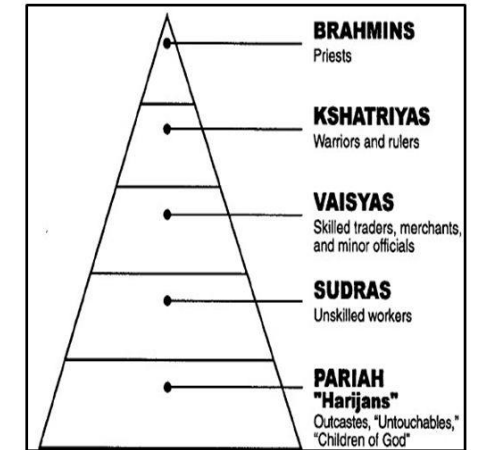 BRAHMINS
Priests
KSHATRIYAS
Warriors and rulers
VAISYAS
Skilled traders, merchants,
and minor officials
SUDRAS
Unskilled workers
PARIAH
"Harijans"
Outcastes, "Untouchables,"
"Children of God"